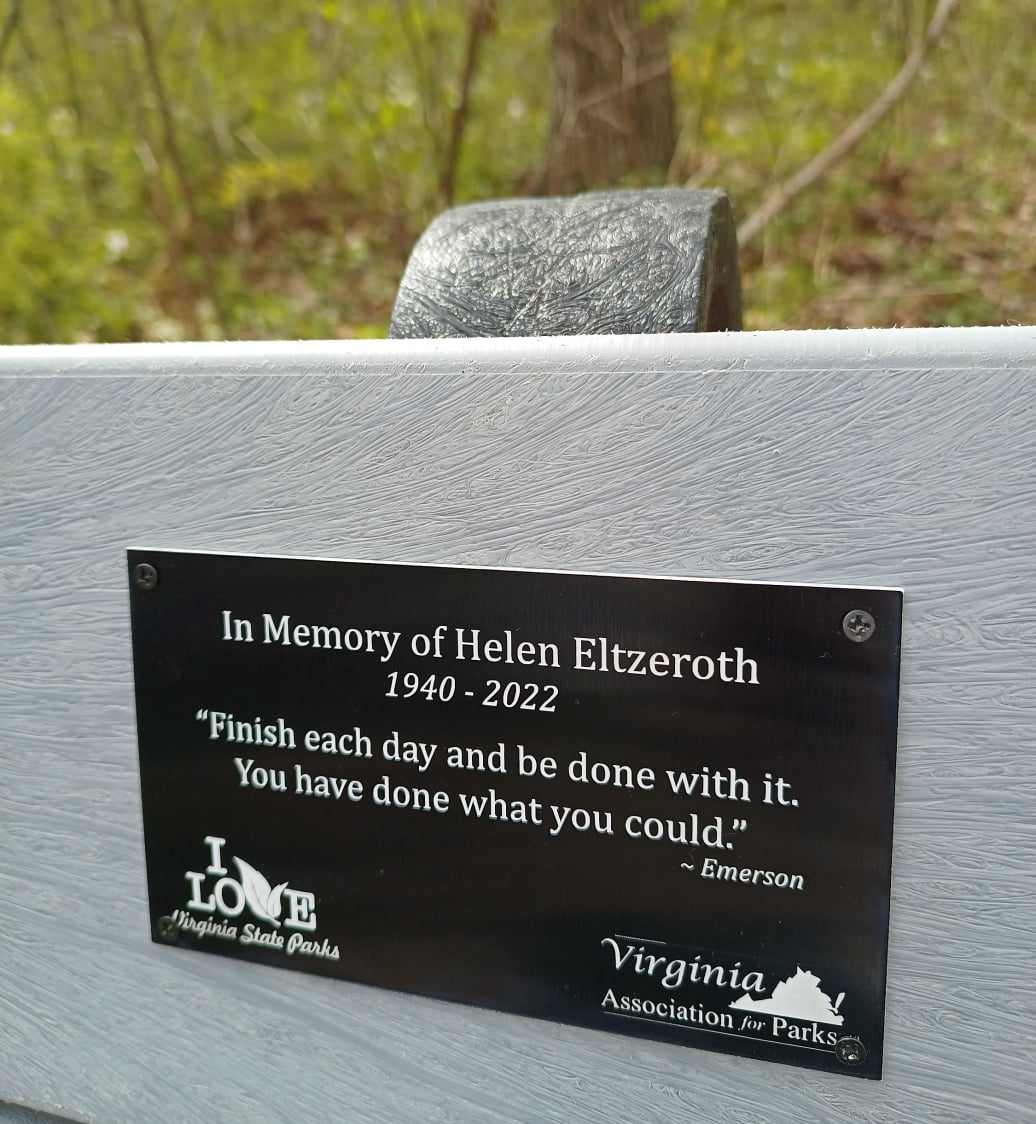 In Memory of Helen Eltzeroth
1940 - 2022
“Finish each day and be done with it.
You have done what you could.”
~ Emerson
I
LOVE
Virginia State Parks
Virginia
Association for Parks